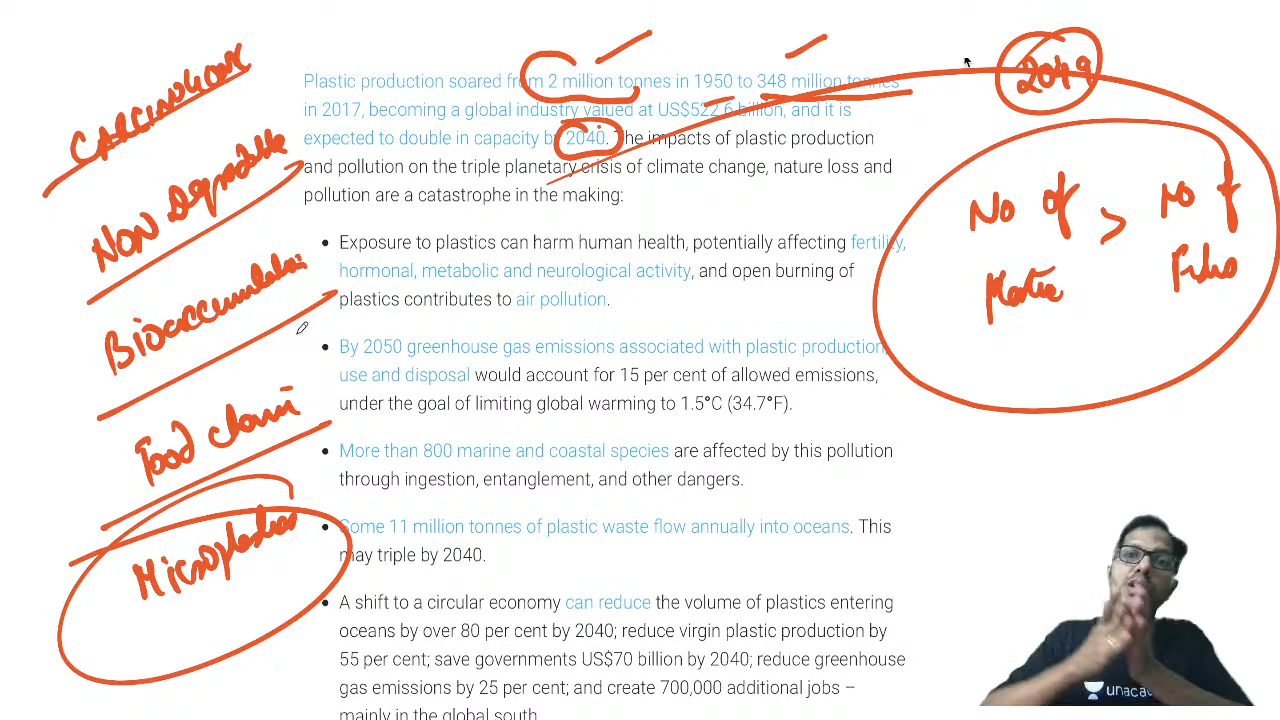 Plastic production soared from 2 million tonnes in 1950 to 348 million tonnes
in 2017, becoming a global industry valued at US$522.6 billion, and it is
expected to double in capacity by 2040. The impacts of plastic production
and pollution on the triple planetary crisis of climate change, nature loss and
pollution are a catastrophe in the making:
• Exposure to plastics can harm human health, potentially affecting fertility,
hormonal, metabolic and neurological activity, and open burning of
plastics contributes to air pollution.
• By 2050 greenhouse gas emissions associated with plastic production,
use and disposal would account for 15 per cent of allowed emissions,
under the goal of limiting global warming to 1.5°C (34.7°F).
• More than 800 marine and coastal species are affected by this pollution
through ingestion, entanglement, and other dangers.
• Some 11 million tonnes of plastic waste flow annually into oceans. This
may triple by 2040.
• A shift to a circular economy can reduce the volume of plastics entering
oceans by over 80 per cent by 2040; reduce virgin plastic production by
55 per cent; save governments US$70 billion by 2040; reduce greenhouse
gas emissions by 25 per cent; and create 700,000 additional jobs –
mainly in the global south.
NON Degradable
Food chain
2049
No of > No of
unaca